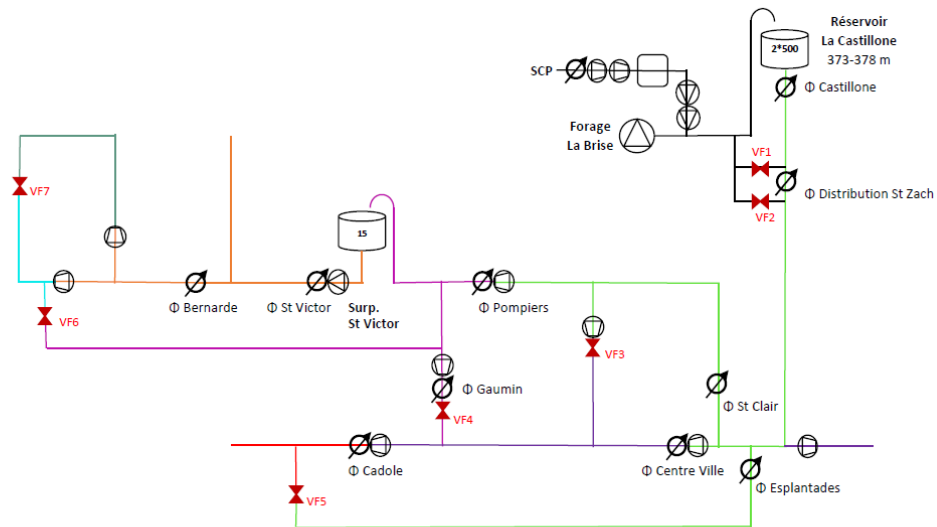 Réservoir
La Castillone
373-378 m
2*500
Φ Castillone
SCP
Forage
La Brise
VF1
Φ Distribution St Zach
VF2
VF7
15
Φ Bernarde
Φ St Victor
Surp.
St Victor
Φ Pompiers
VF6
VF3
Φ Gaumin
VF4
Φ St Clair
Φ Cadole
Φ Centre Ville
Φ Esplantades
VF5